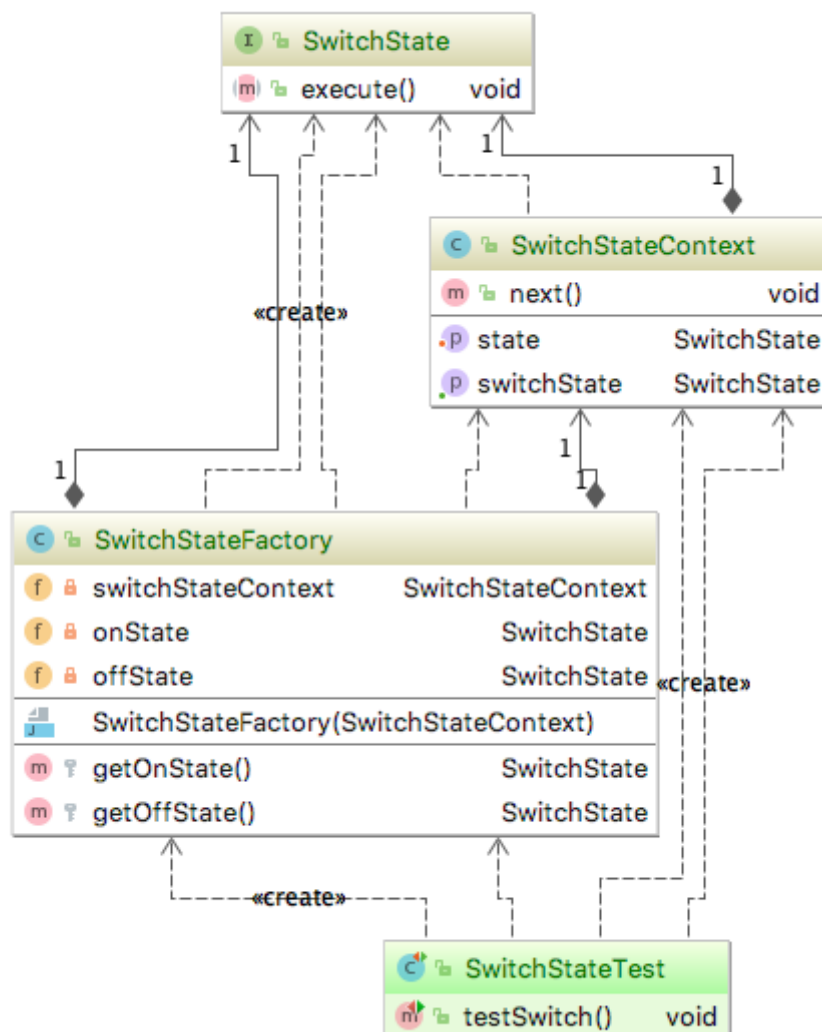 I SwitchState
m execute() void
1
1
1
C SwitchStateContext
m next() void
«create»
p state SwitchState
p switchState SwitchState
1
1
1
C SwitchStateFactory
f switchStateContext SwitchStateContext
f onState SwitchState
f offState SwitchState
«create»
J SwitchStateFactory(SwitchStateContext)
m getOnState() SwitchState
m getOffState() SwitchState
«create»
C SwitchStateTest
m testSwitch() void